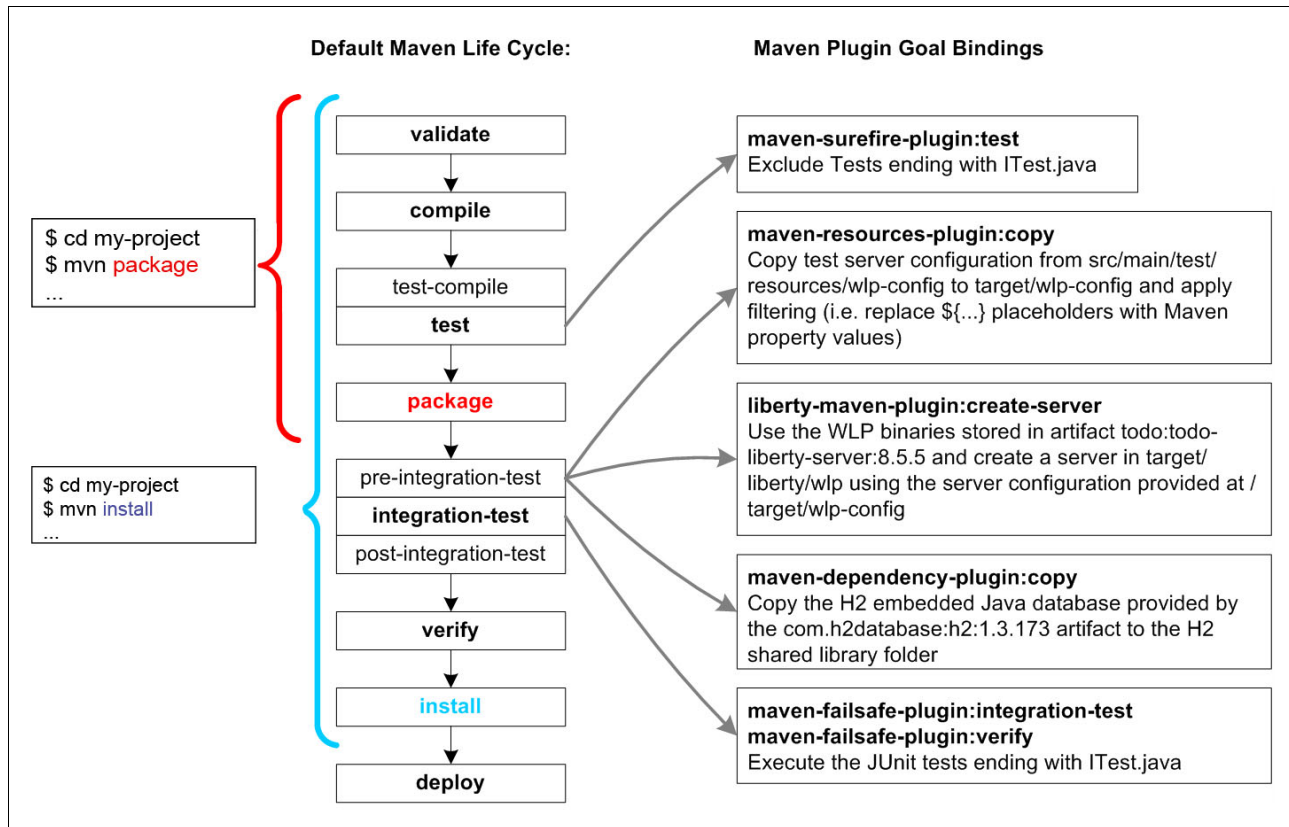 Default Maven Life Cycle:
Maven Plugin Goal Bindings
$ cd my-project
$ mvn package
...
$ cd my-project
$ mvn install
...
validate
compile
test-compile
test
package
pre-integration-test
integration-test
post-integration-test
verify
install
deploy
maven-surefire-plugin:test
Exclude Tests ending with ITest.java
maven-resources-plugin:copy
Copy test server configuration from src/main/test/
resources/wlp-config to target/wlp-config and apply
filtering (i.e. replace ${...} placeholders with Maven
property values)
liberty-maven-plugin:create-server
Use the WLP binaries stored in artifact todo:todo-
liberty-server:8.5.5 and create a server in target/
liberty/wlp using the server configuration provided at /
target/wlp-config
maven-dependency-plugin:copy
Copy the H2 embedded Java database provided by
the com.h2database:h2:1.3.173 artifact to the H2
shared library folder
maven-failsafe-plugin:integration-test
maven-failsafe-plugin:verify
Execute the JUnit tests ending with ITest.java